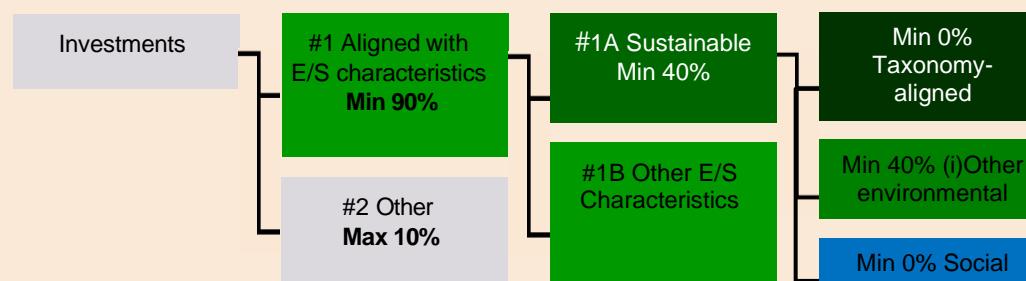 Investments
#1 Aligned with
E/S characteristics
Min 90%
#2 Other
Max 10%
#1A Sustainable
Min 40%
#1B Other E/S
Characteristics
Min 0%
Taxonomy-
aligned
Min 40% (i)Other
environmental
Min 0% Social